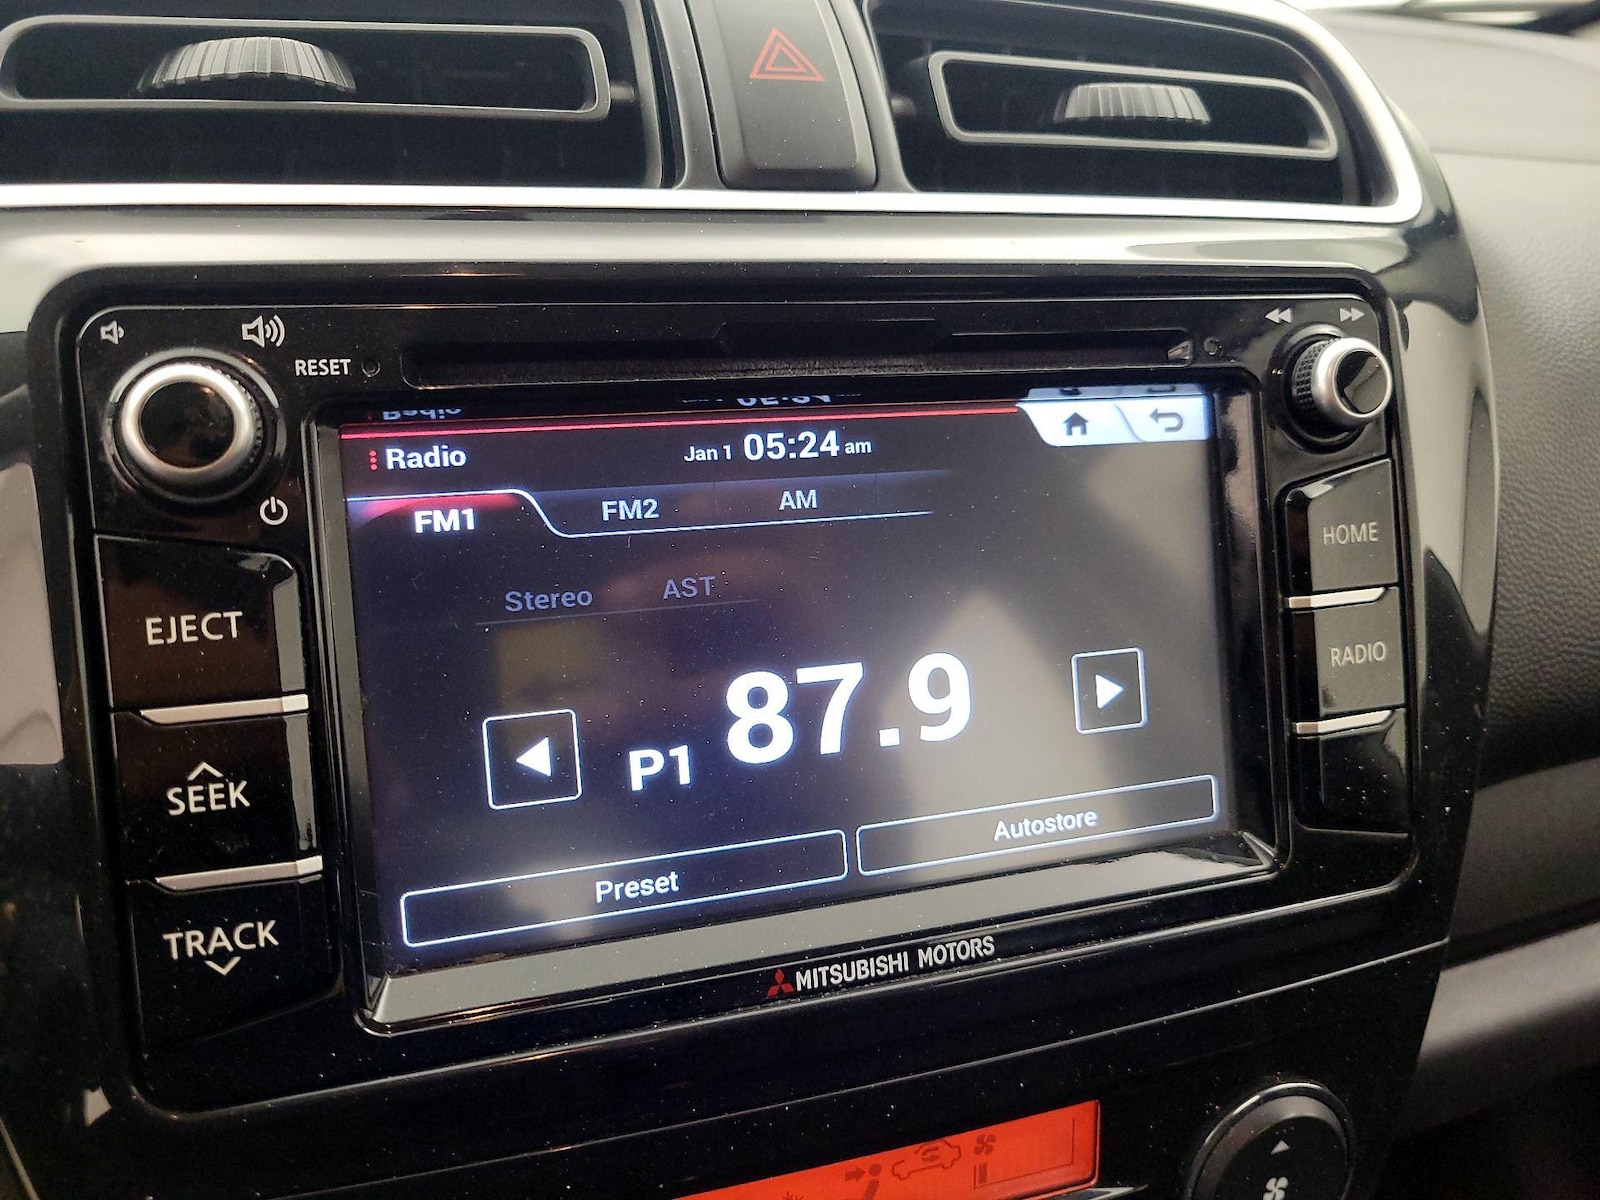 RESET
Radio
Jan 1 05:24 am
FM1 FM2 AM
Stereo AST
P1 87.9
Preset Autostore
EJECT
SEEK
TRACK
HOME
RADIO
MITSUBISHI MOTORS